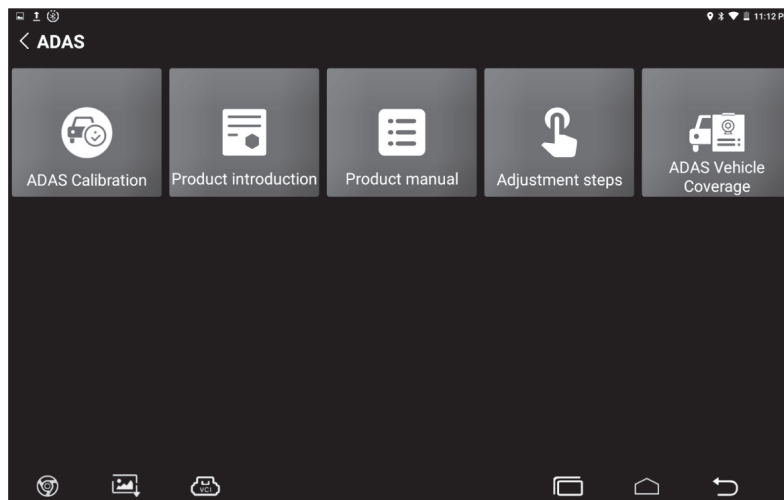 11:12 P
ADAS
ADAS Calibration
Product introduction
Product manual
Adjustment steps
ADAS Vehicle
Coverage
VCI